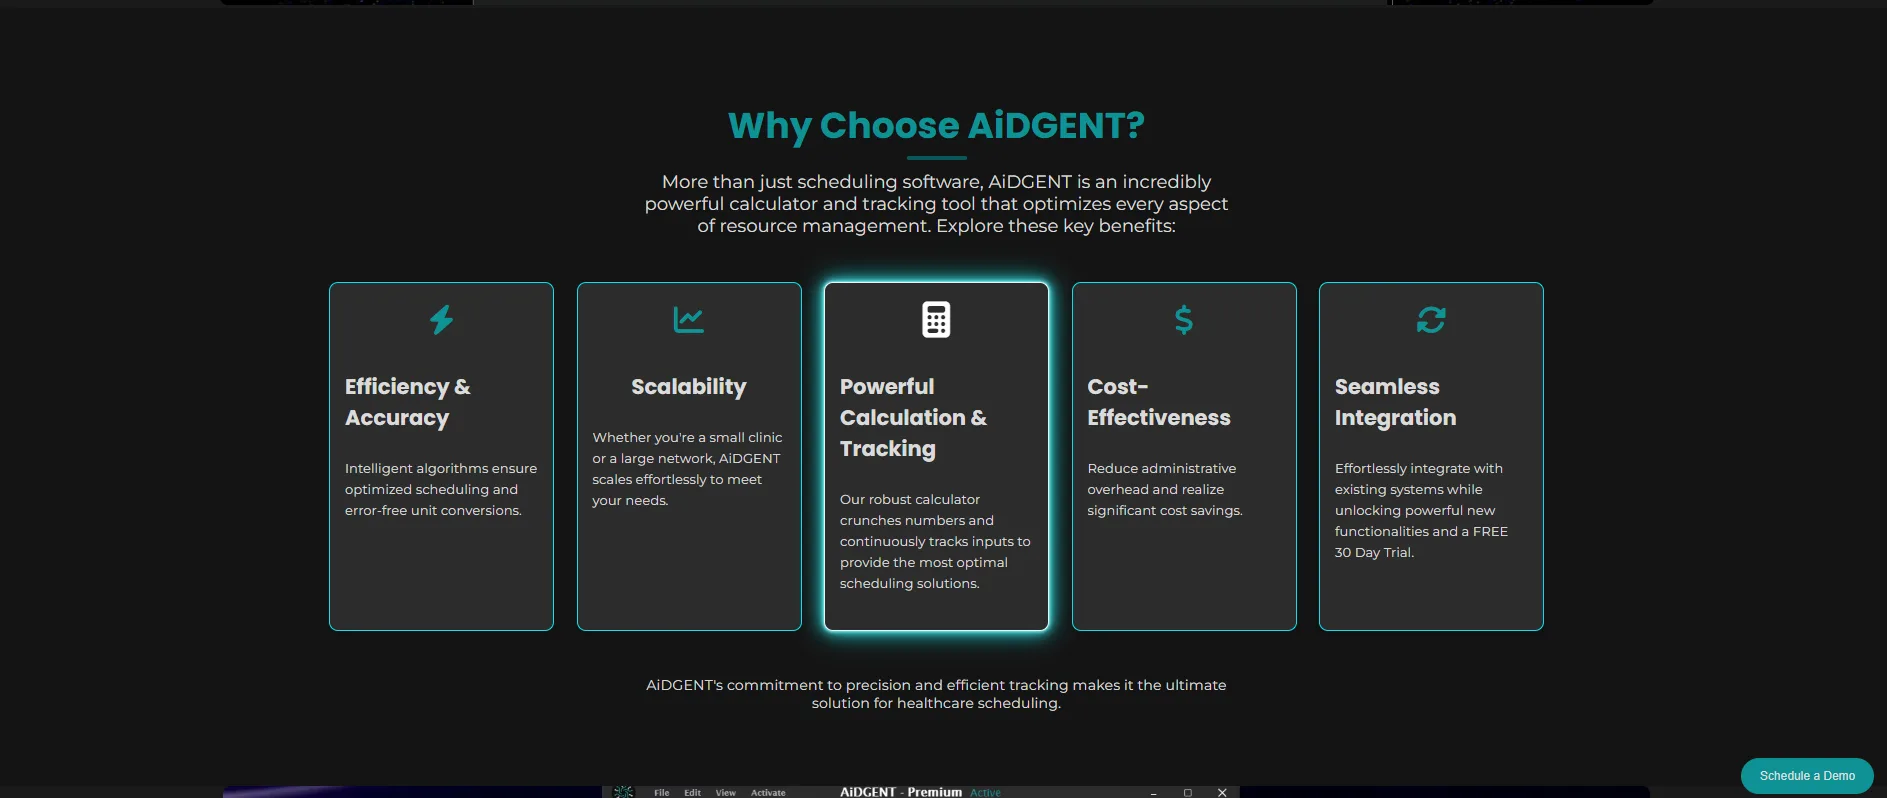 Why Choose AiDGENT?
More than just scheduling software, AiDGENT is an incredibly
powerful calculator and tracking tool that optimizes every aspect
of resource management. Explore these key benefits:
Efficiency &
Accuracy
Intelligent algorithms ensure
optimized scheduling and
error-free unit conversions.
Scalability
Whether you're a small clinic
or a large network, AiDGENT
scales effortlessly to meet
your needs.
Powerful
Calculation &
Tracking
Our robust calculator
crunches numbers and
continuously tracks inputs to
provide the most optimal
scheduling solutions.
Cost-
Effectiveness
Reduce administrative
overhead and realize
significant cost savings.
Seamless
Integration
Effortlessly integrate with
existing systems while
unlocking powerful new
functionalities and a FREE
30 Day Trial.
AiDGENT's commitment to precision and efficient tracking makes it the ultimate
solution for healthcare scheduling.
Schedule a Demo
File Edit View Activate AiDGENT - Premium Active